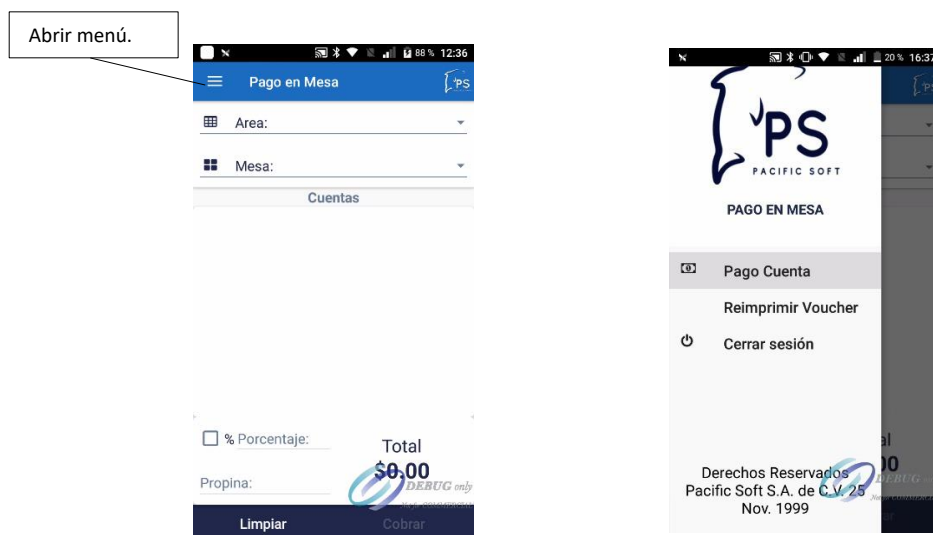 Abrir menú.
88 % 12:36
Pago en Mesa
PS
Area:
Mesa:
Cuentas
% Porcentaje:
Propina:
Total
$0.00
DEBUG only
Limpiar
Cobrar
20 % 16:37
PS
PACIFIC SOFT
PAGO EN MESA
Pago Cuenta
Reimprimir Voucher
Cerrar sesión
Derechos Reservados
Pacific Soft S.A. de C.V. 25
Nov. 1999
DEBUG